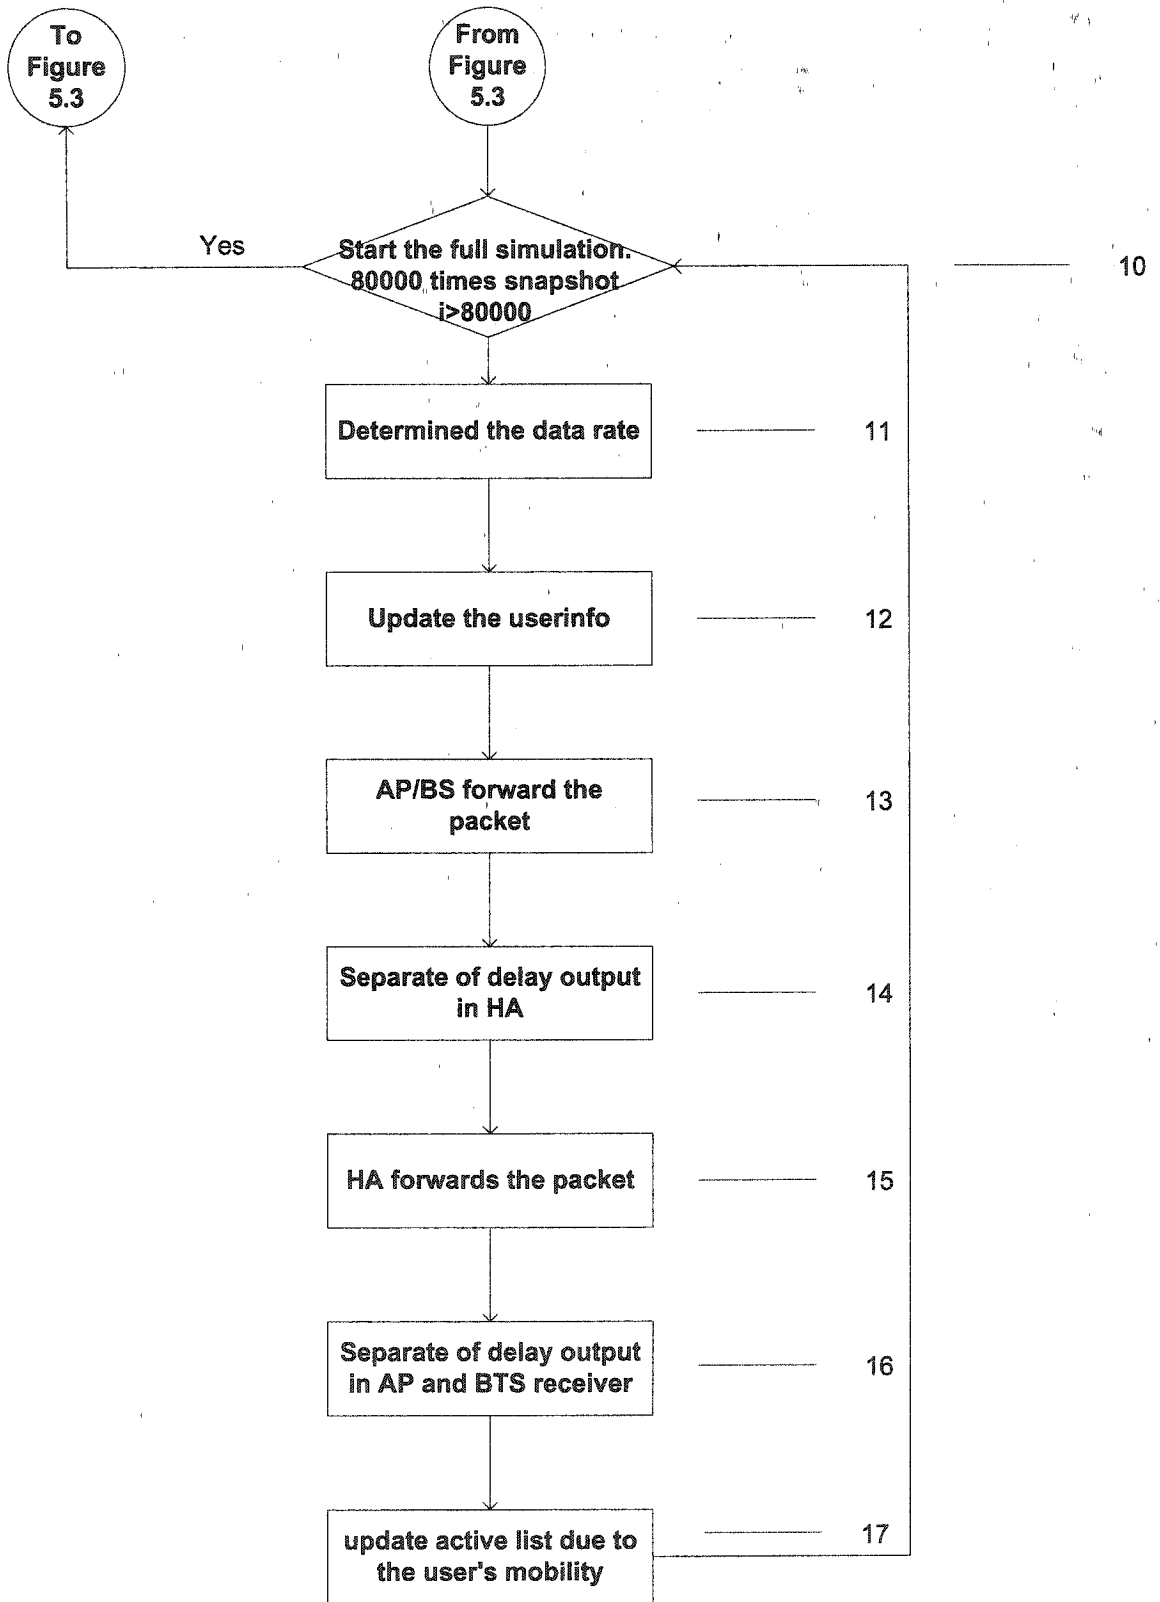 To
Figure
5.3
From
Figure
5.3
Yes
Start the full simulation.
80000 times snapshot
i>80000
10
Determined the data rate
11
Update the userinfo
12
AP/BS forward the
packet
13
Separate of delay output
in HA
14
HA forwards the packet
15
Separate of delay output
in AP and BTS receiver
16
update active list due to
the user's mobility
17